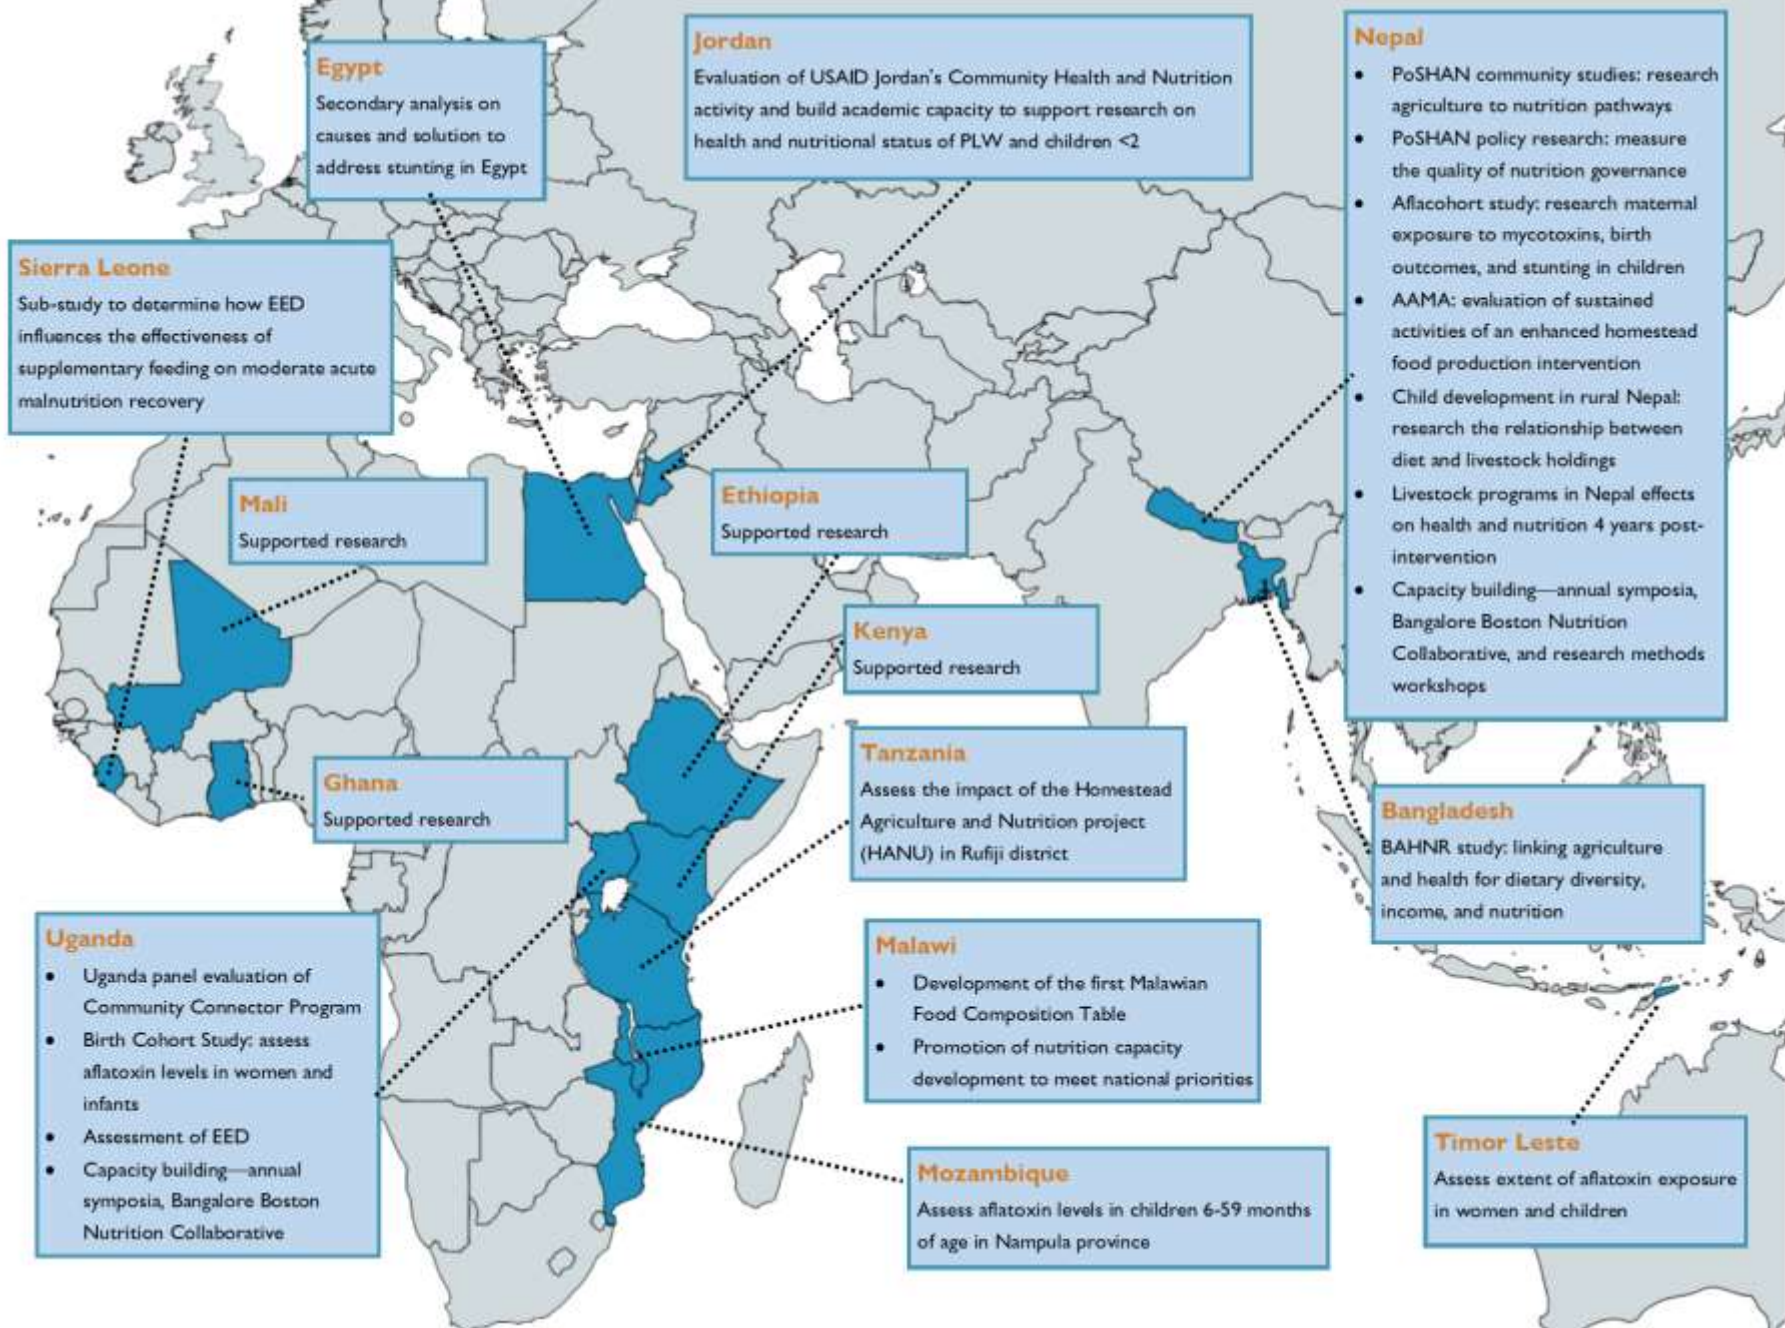 Egypt
Secondary analysis on
causes and solution to
address stunting in Egypt
Jordan
Evaluation of USAID Jordan's Community Health and Nutrition
activity and build academic capacity to support research on
health and nutritional status of PLW and children <2
Nepal
• PoSHAN community studies: research
agriculture to nutrition pathways
• PoSHAN policy research: measure
the quality of nutrition governance
• Aflacohort study: research maternal
exposure to mycotoxins, birth
outcomes, and stunting in children
• AAMA: evaluation of sustained
activities of an enhanced homestead
food production intervention
• Child development in rural Nepal:
research the relationship between
diet and livestock holdings
• Livestock programs in Nepal effects
on health and nutrition 4 years post-
intervention
• Capacity building—annual symposia,
Bangalore Boston Nutrition
Collaborative, and research methods
workshops
Sierra Leone
Sub-study to determine how EED
influences the effectiveness of
supplementary feeding on moderate acute
malnutrition recovery
Mali
Supported research
Ethiopia
Supported research
Kenya
Supported research
Ghana
Supported research
Tanzania
Assess the impact of the Homestead
Agriculture and Nutrition project
(HANU) in Rufiji district
Bangladesh
BAHNR study: linking agriculture
and health for dietary diversity,
income, and nutrition
Uganda
• Uganda panel evaluation of
Community Connector Program
• Birth Cohort Study: assess
aflatoxin levels in women and
infants
• Assessment of EED
• Capacity building—annual
symposia, Bangalore Boston
Nutrition Collaborative
Malawi
• Development of the first Malawian
Food Composition Table
• Promotion of nutrition capacity
development to meet national priorities
Mozambique
Assess aflatoxin levels in children 6-59 months
of age in Nampula province
Timor Leste
Assess extent of aflatoxin exposure
in women and children